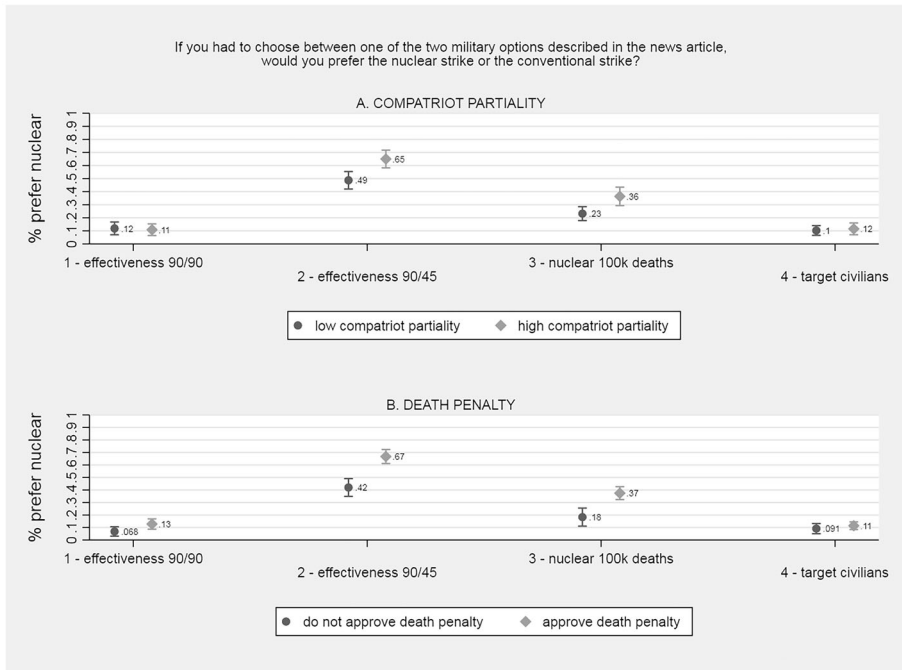 If you had to choose between one of the two military options described in the news article,
would you prefer the nuclear strike or the conventional strike?
A. COMPATRIOT PARTIALITY
% prefer nuclear
0 .1 .2 .3 .4 .5 .6 .7 .8 .9 1
.12 .11 .49 .65 .23 .36 .1 .12
1 - effectiveness 90/90
2 - effectiveness 90/45
3 - nuclear 100k deaths
4 - target civilians
low compatriot partiality high compatriot partiality
B. DEATH PENALTY
% prefer nuclear
0 .1 .2 .3 .4 .5 .6 .7 .8 .9 1
.066 .13 .42 .67 .18 .37 .091 .11
1 - effectiveness 90/90
2 - effectiveness 90/45
3 - nuclear 100k deaths
4 - target civilians
do not approve death penalty approve death penalty